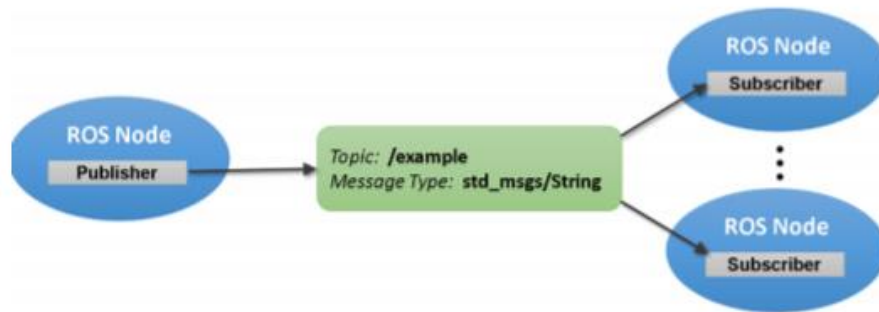 ROS Node
Publisher
Topic: /example
Message Type: std_msgs/String
ROS Node
Subscriber
ROS Node
Subscriber